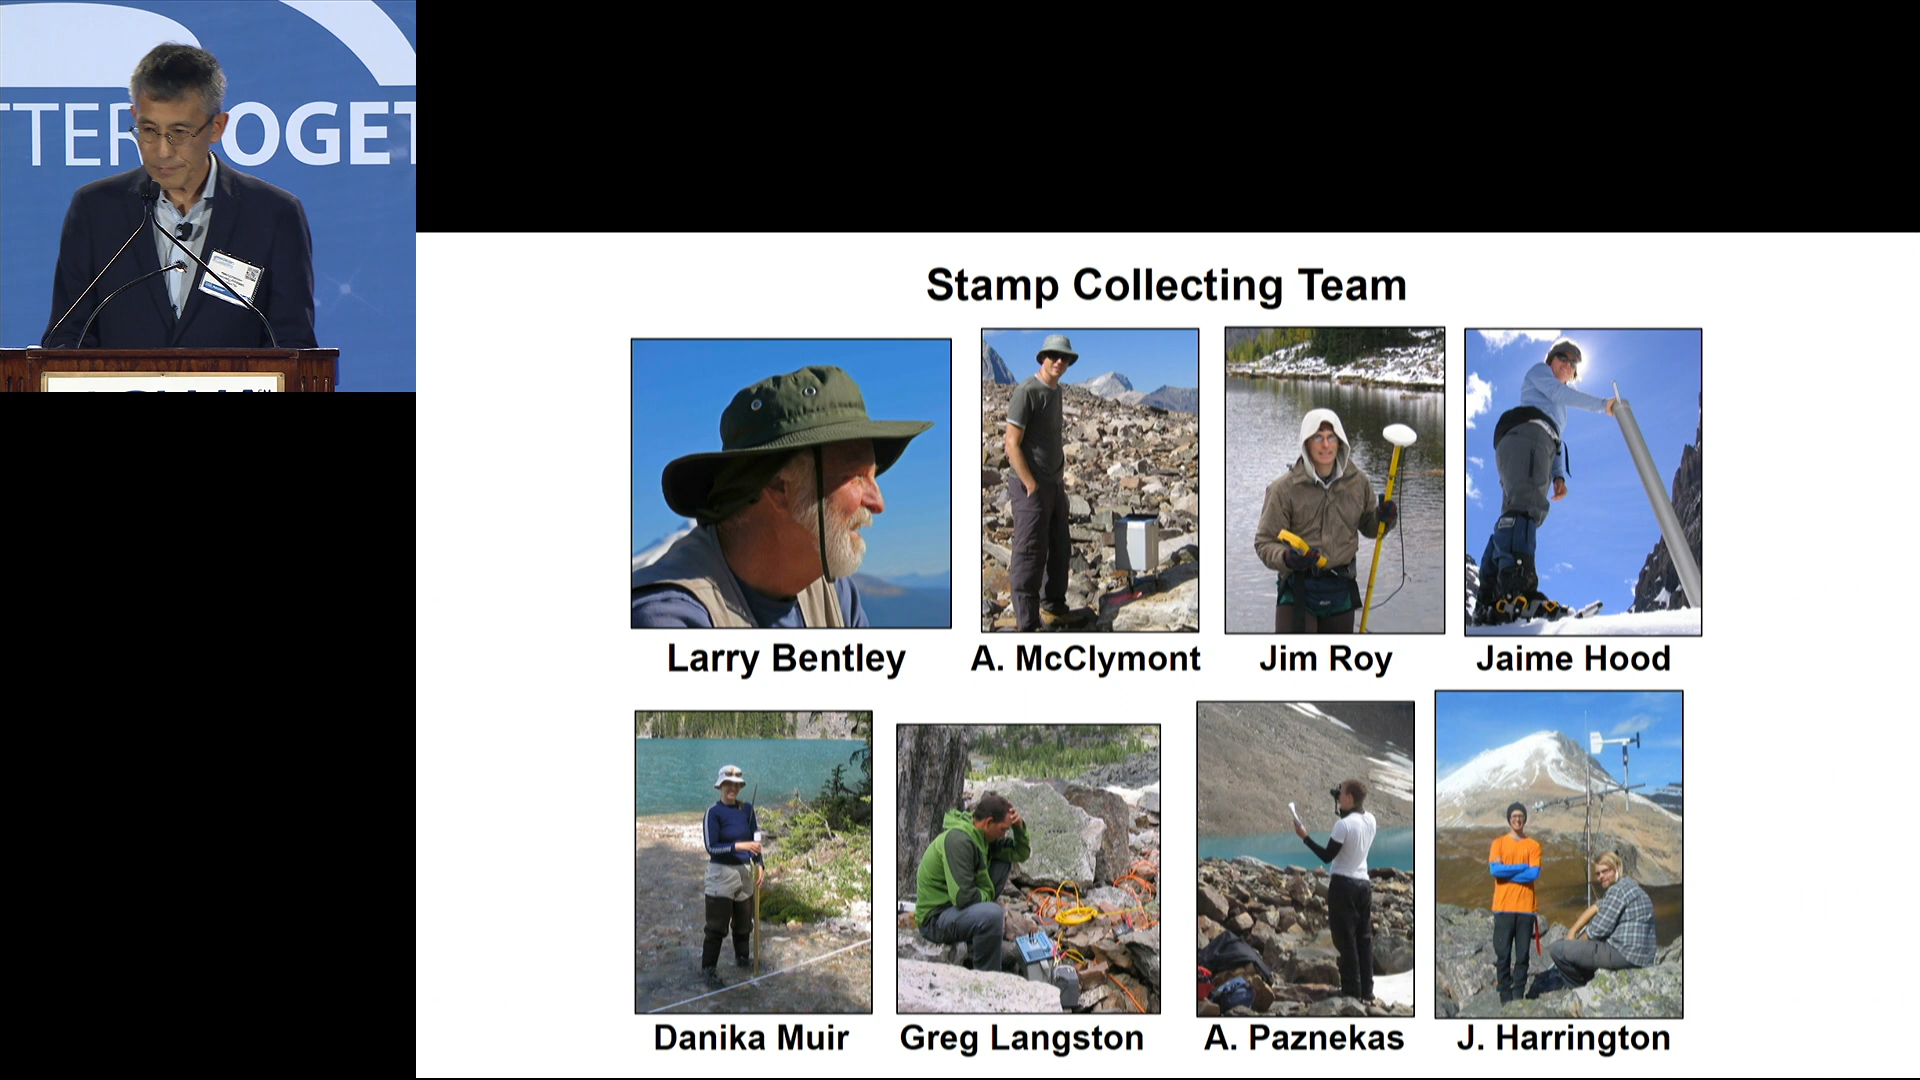 TTER OGET
Stamp Collecting Team
Larry Bentley
A. McClymont
Jim Roy
Jaime Hood
Danika Muir
Greg Langston
A. Paznekas
J. Harrington